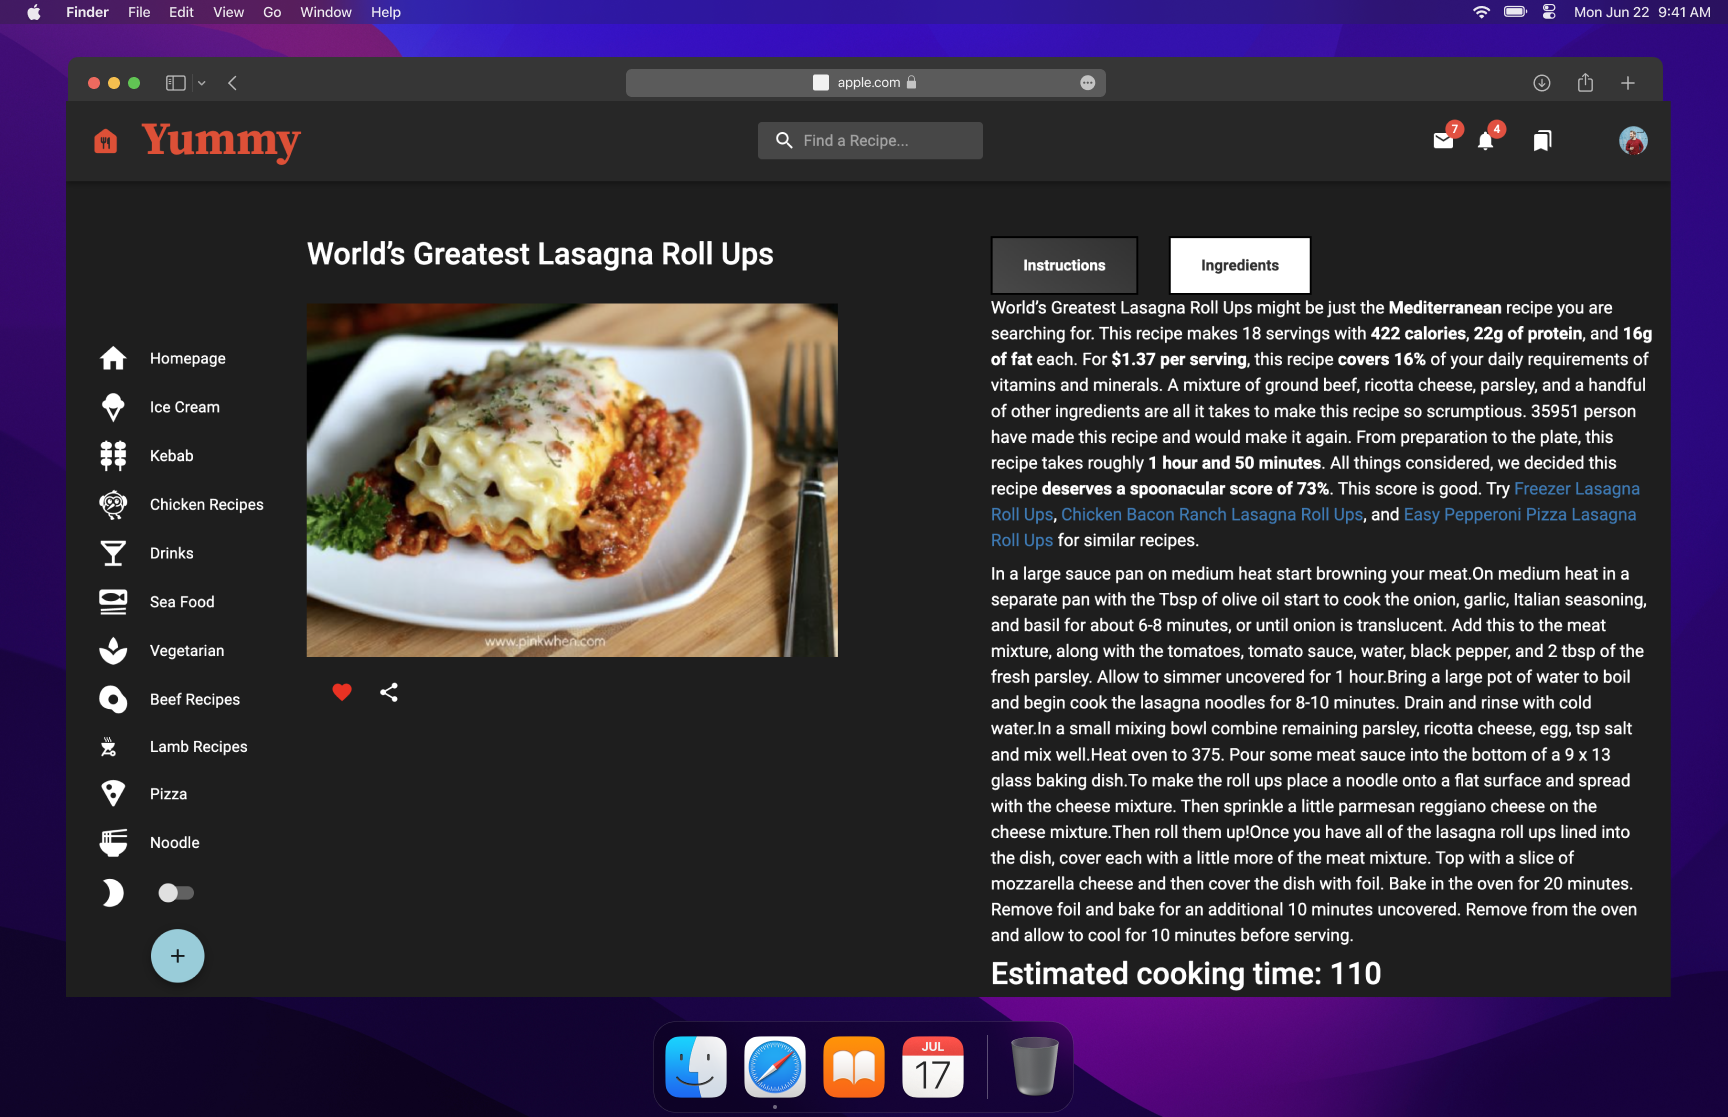 Finder File Edit View Go Window Help
Mon Jun 22 9:41 AM
apple.com
Yummy
Find a Recipe...
7
4
World's Greatest Lasagna Roll Ups
Homepage
Ice Cream
Kebab
Chicken Recipes
Drinks
Sea Food
Vegetarian
Beef Recipes
Lamb Recipes
Pizza
Noodle
www.pinkwhen.com
Instructions
Ingredients
World's Greatest Lasagna Roll Ups might be just the Mediterranean recipe you are
searching for. This recipe makes 18 servings with 422 calories, 22g of protein, and 16g
of fat each. For $1.37 per serving, this recipe covers 16% of your daily requirements of
vitamins and minerals. A mixture of ground beef, ricotta cheese, parsley, and a handful
of other ingredients are all it takes to make this recipe so scrumptious. 35951 person
have made this recipe and would make it again. From preparation to the plate, this
recipe takes roughly 1 hour and 50 minutes. All things considered, we decided this
recipe deserves a spoonacular score of 73%. This score is good. Try Freezer Lasagna
Roll Ups, Chicken Bacon Ranch Lasagna Roll Ups, and Easy Pepperoni Pizza Lasagna
Roll Ups for similar recipes.
In a large sauce pan on medium heat start browning your meat.On medium heat in a
separate pan with the Tbsp of olive oil start to cook the onion, garlic, Italian seasoning,
and basil for about 6-8 minutes, or until onion is translucent. Add this to the meat
mixture, along with the tomatoes, tomato sauce, water, black pepper, and 2 tbsp of the
fresh parsley. Allow to simmer uncovered for 1 hour.Bring a large pot of water to boil
and begin cook the lasagna noodles for 8-10 minutes. Drain and rinse with cold
water.In a small mixing bowl combine remaining parsley, ricotta cheese, egg, tsp salt
and mix well.Heat oven to 375. Pour some meat sauce into the bottom of a 9 x 13
glass baking dish.To make the roll ups place a noodle onto a flat surface and spread
with the cheese mixture. Then sprinkle a little parmesan reggiano cheese on the
cheese mixture.Then roll them up!Once you have all of the lasagna roll ups lined into
the dish, cover each with a little more of the meat mixture. Top with a slice of
mozzarella cheese and then cover the dish with foil. Bake in the oven for 20 minutes.
Remove foil and bake for an additional 10 minutes uncovered. Remove from the oven
and allow to cool for 10 minutes before serving.
Estimated cooking time: 110
JUL
17